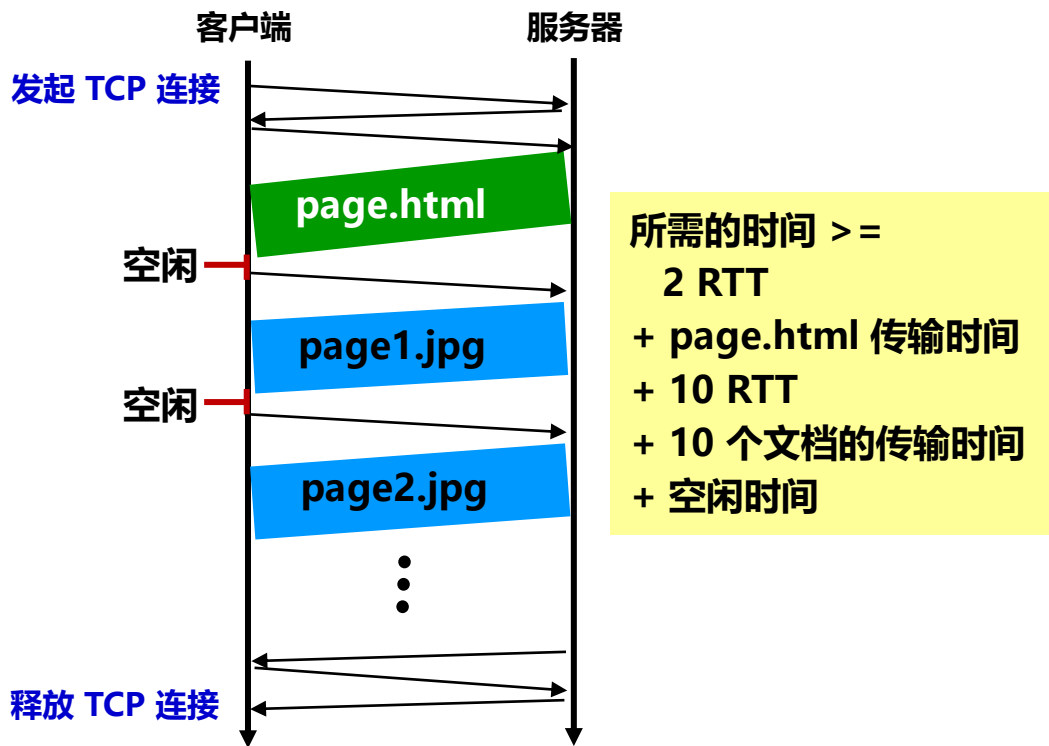 客户端
服务器
发起 TCP 连接
page.html
空闲
page1.jpg
空闲
page2.jpg
释放 TCP 连接
所需的时间 >=
2 RTT
+ page.html 传输时间
+ 10 RTT
+ 10 个文档的传输时间
+ 空闲时间